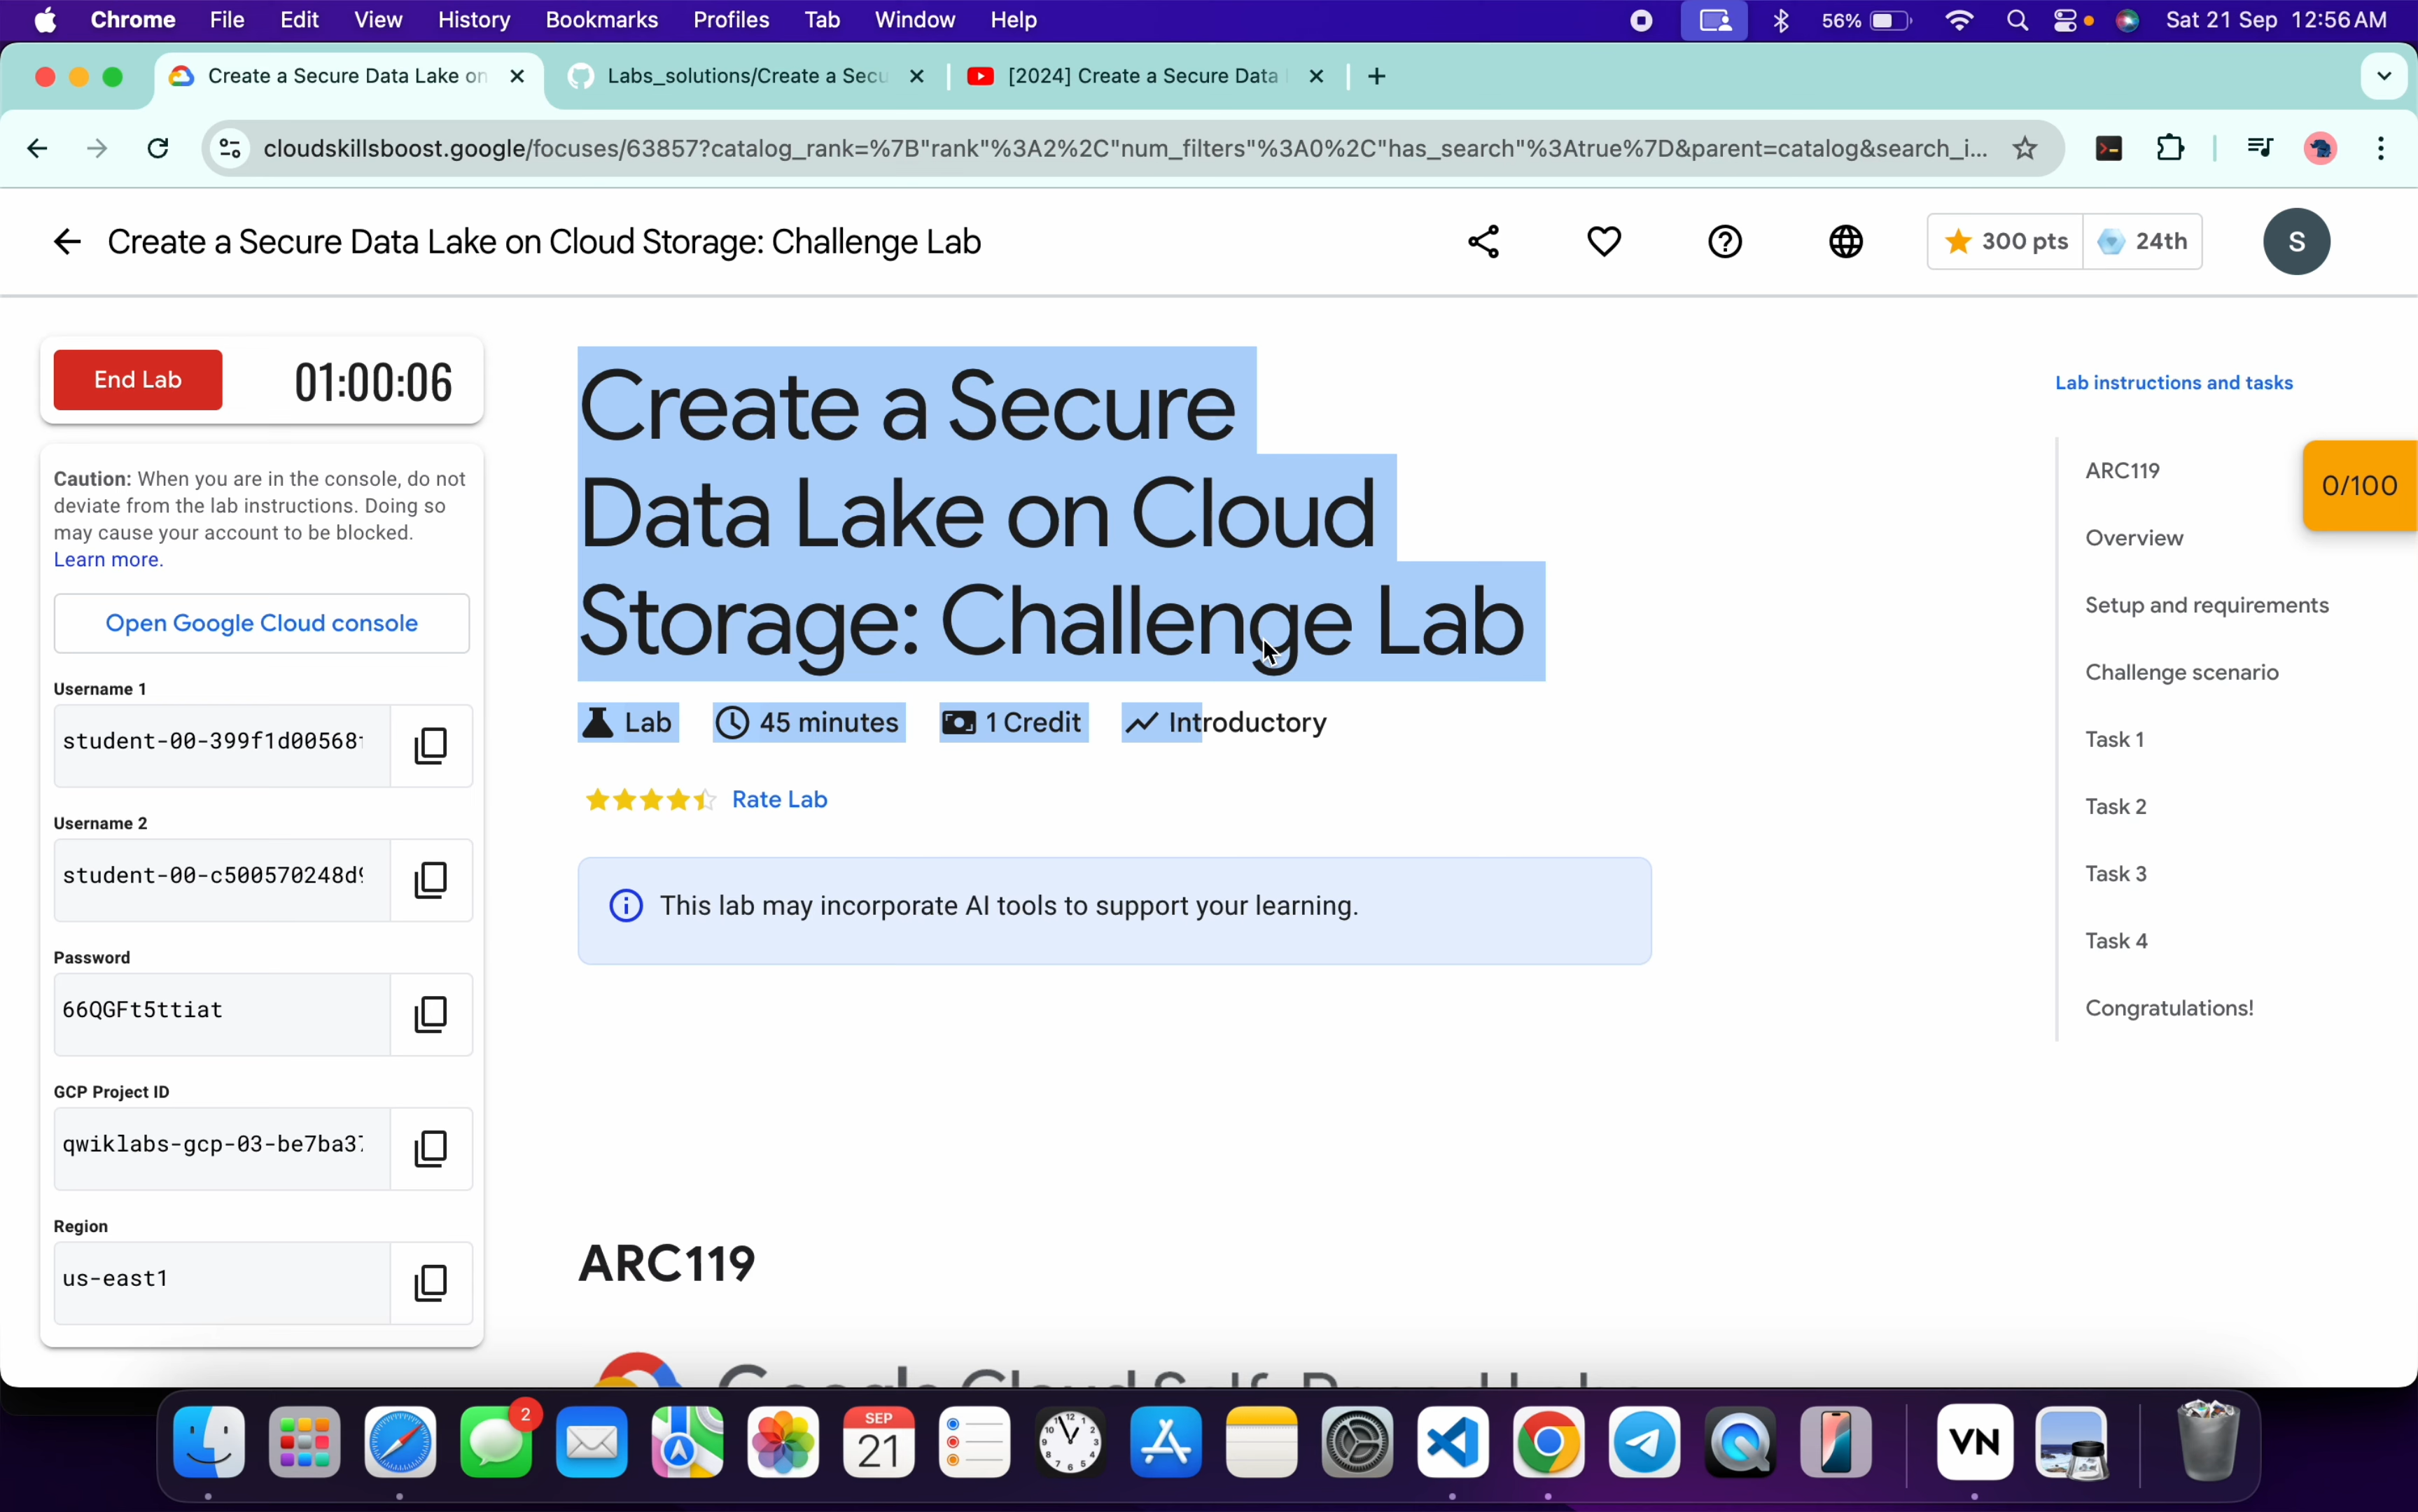 Chrome File Edit View History Bookmarks Profiles Tab Window Help 56% Sat 21 Sep 12:56 AM
Create a Secure Data Lake on Labs_solutions/Create a Secu [2024] Create a Secure Data
cloudskillsboost.google/focuses/63857?catalog_rank=%7B"rank"%3A2%2C"num_filters"%3A0%2C"has_search"%3Atrue%7D&parent=catalog&search_i...
Create a Secure Data Lake on Cloud Storage: Challenge Lab 300 pts 24th S
End Lab 01:00:06
Caution: When you are in the console, do not
deviate from the lab instructions. Doing so
may cause your account to be blocked.
Learn more.
Open Google Cloud console
Username 1
student-00-399f1d00568
Username 2
student-00-c500570248d
Password
66QGFt5ttiat
GCP Project ID
qwiklabs-gcp-03-be7ba3
Region
us-east1
Create a Secure
Data Lake on Cloud
Storage: Challenge Lab
Lab 45 minutes 1 Credit Introductory
Rate Lab
This lab may incorporate AI tools to support your learning.
ARC119
Lab instructions and tasks
ARC119
0/100
Overview
Setup and requirements
Challenge scenario
Task 1
Task 2
Task 3
Task 4
Congratulations!
2
SEP
21
VN